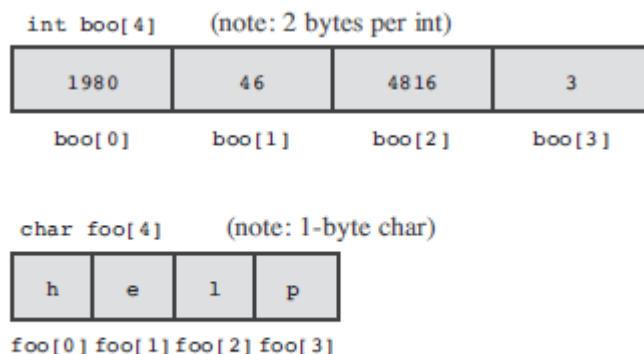 int boo[4] (note: 2 bytes per int)
1980 46 4816 3
boo[0] boo[1] boo[2] boo[3]
char foo[4] (note: 1-byte char)
h e l p
foo[0] foo[1] foo[2] foo[3]